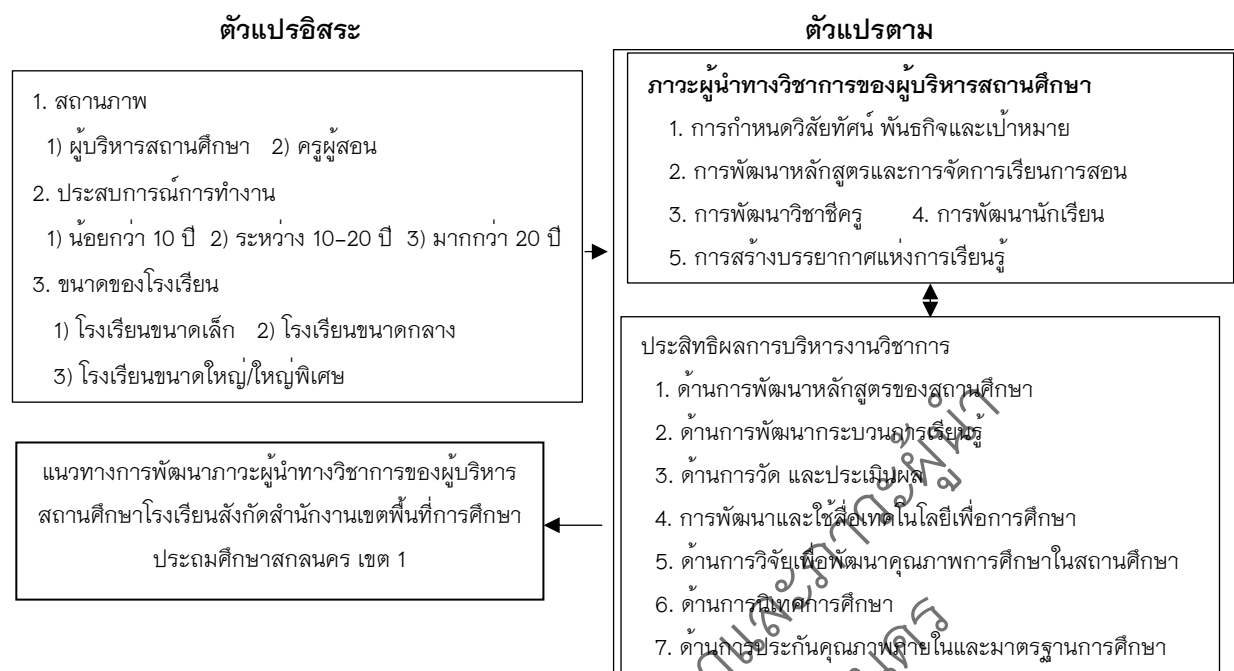 ตัวแปรอิสระ
1. สถานภาพ
1) ผู้บริหารสถานศึกษา 2) ครูผู้สอน
2. ประสบการณ์การทำงาน
1) น้อยกว่า 10 ปี 2) ระหว่าง 10–20 ปี 3) มากกว่า 20 ปี
3. ขนาดของโรงเรียน
1) โรงเรียนขนาดเล็ก 2) โรงเรียนขนาดกลาง
3) โรงเรียนขนาดใหญ่/ใหญ่พิเศษ
แนวทางการพัฒนาภาวะผู้นำทางวิชาการของผู้บริหาร
สถานศึกษาโรงเรียนสังกัดสำนักงานเขตพื้นที่การศึกษา
ประถมศึกษาสกลนคร เขต 1
ตัวแปรตาม
ภาวะผู้นำทางวิชาการของผู้บริหารสถานศึกษา
1. การกำหนดวิสัยทัศน์ พันธกิจและเป้าหมาย
2. การพัฒนาหลักสูตรและการจัดการเรียนการสอน
3. การพัฒนาวิชาชีครู 4. การพัฒนานักเรียน
5. การสร้างบรรยากาศแห่งการเรียนรู้
ประสิทธิผลการบริหารงานวิชาการ
1. ด้านการพัฒนาหลักสูตรของสถานศึกษา
2. ด้านการพัฒนากระบวนการเรียนรู้
3. ด้านการวัด และประเมินผล
4. การพัฒนาและใช้สื่อเทคโนโลยีเพื่อการศึกษา
5. ด้านการวิจัยเพื่อพัฒนาคุณภาพการศึกษาในสถานศึกษา
6. ด้านการนิเทศการศึกษา
7. ด้านการประกันคุณภาพภายในและมาตรฐานการศึกษา
และภาวะผู้นำ